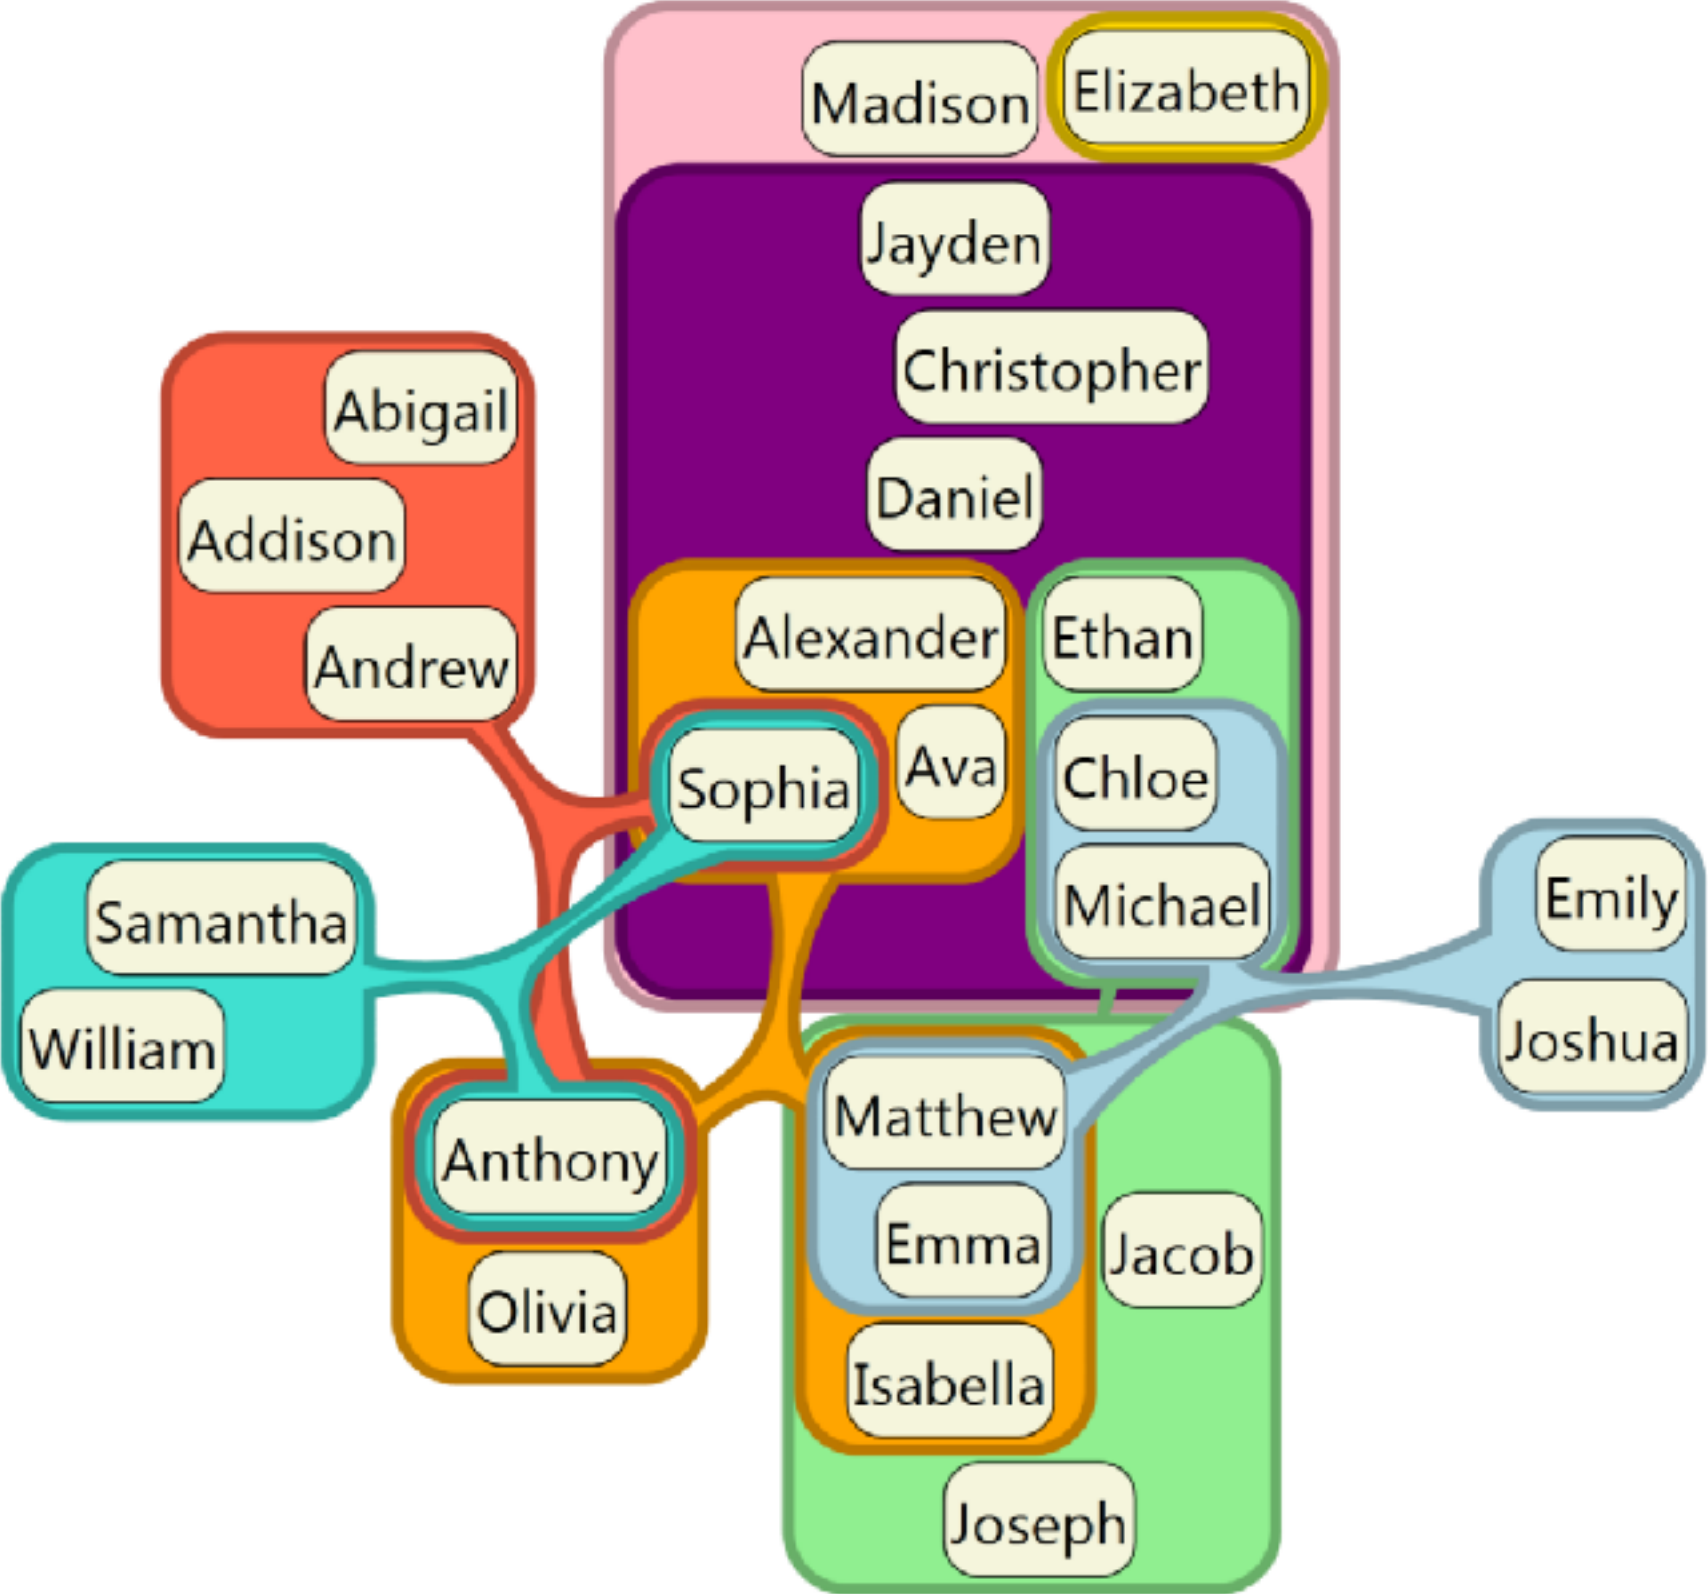 Madison
Elizabeth
Jayden
Christopher
Abigail
Daniel
Addison
Alexander
Ethan
Andrew
Sophia
Ava
Chloe
Samantha
Michael
Emily
William
Joshua
Anthony
Matthew
Emma
Jacob
Olivia
Isabella
Joseph